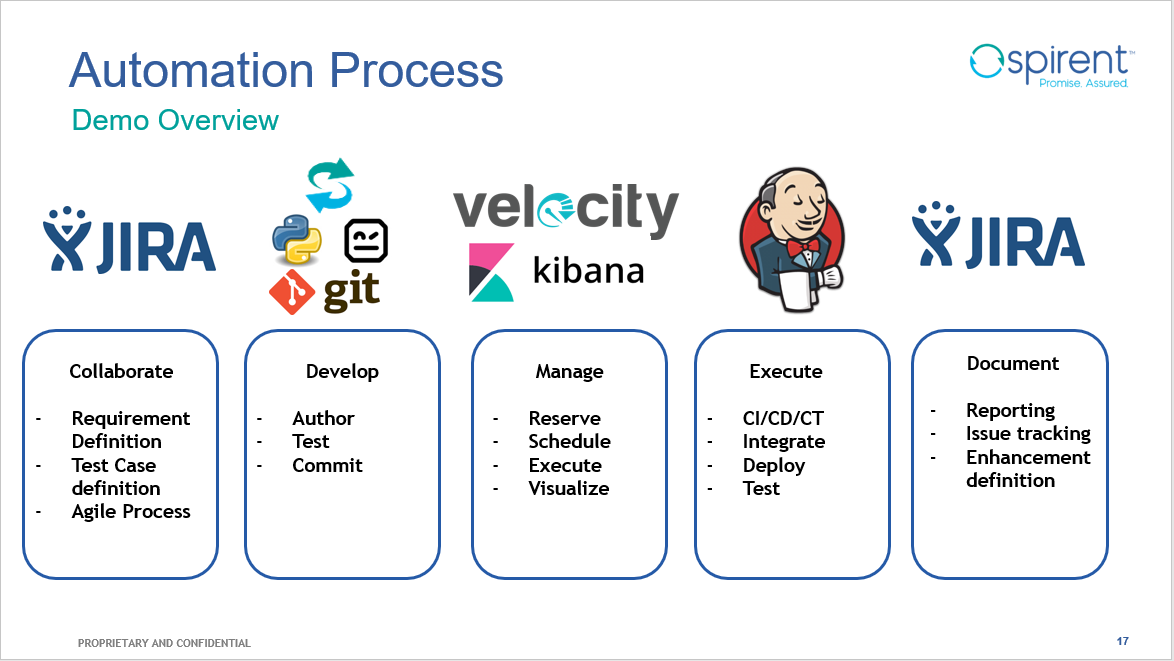 Automation Process
Demo Overview
spirent™
Promise. Assured.
JIRA
git
velocity
kibana
JIRA
Collaborate
- Requirement
Definition
- Test Case
definition
- Agile Process
Develop
- Author
- Test
- Commit
Manage
- Reserve
- Schedule
- Execute
- Visualize
Execute
- CI/CD/CT
- Integrate
- Deploy
- Test
Document
- Reporting
- Issue tracking
- Enhancement
definition
PROPRIETARY AND CONFIDENTIAL
17